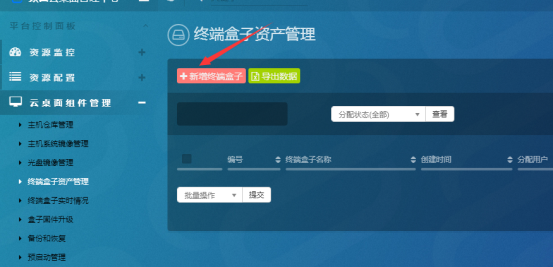 平台控制面板
终端盒子资产管理
资源监控 +
+新增终端盒子 导出数据
资源配置 +
云桌面组件管理 −
分配状态(全部) 查看
主机仓库管理
主机系统镜像管理
光盘镜像管理
编号 终端盒子名称 创建时间 分配用户
终端盒子资产管理
批量操作 提交
终端盒子实时情况
盒子固件升级
备份和恢复
预启动管理